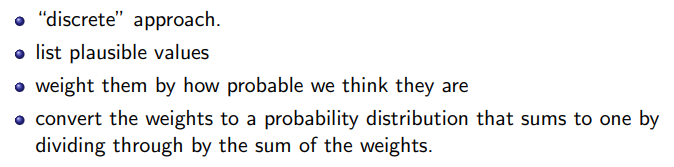 “discrete” approach.
list plausible values
weight them by how probable we think they are
convert the weights to a probability distribution that sums to one by
dividing through by the sum of the weights.